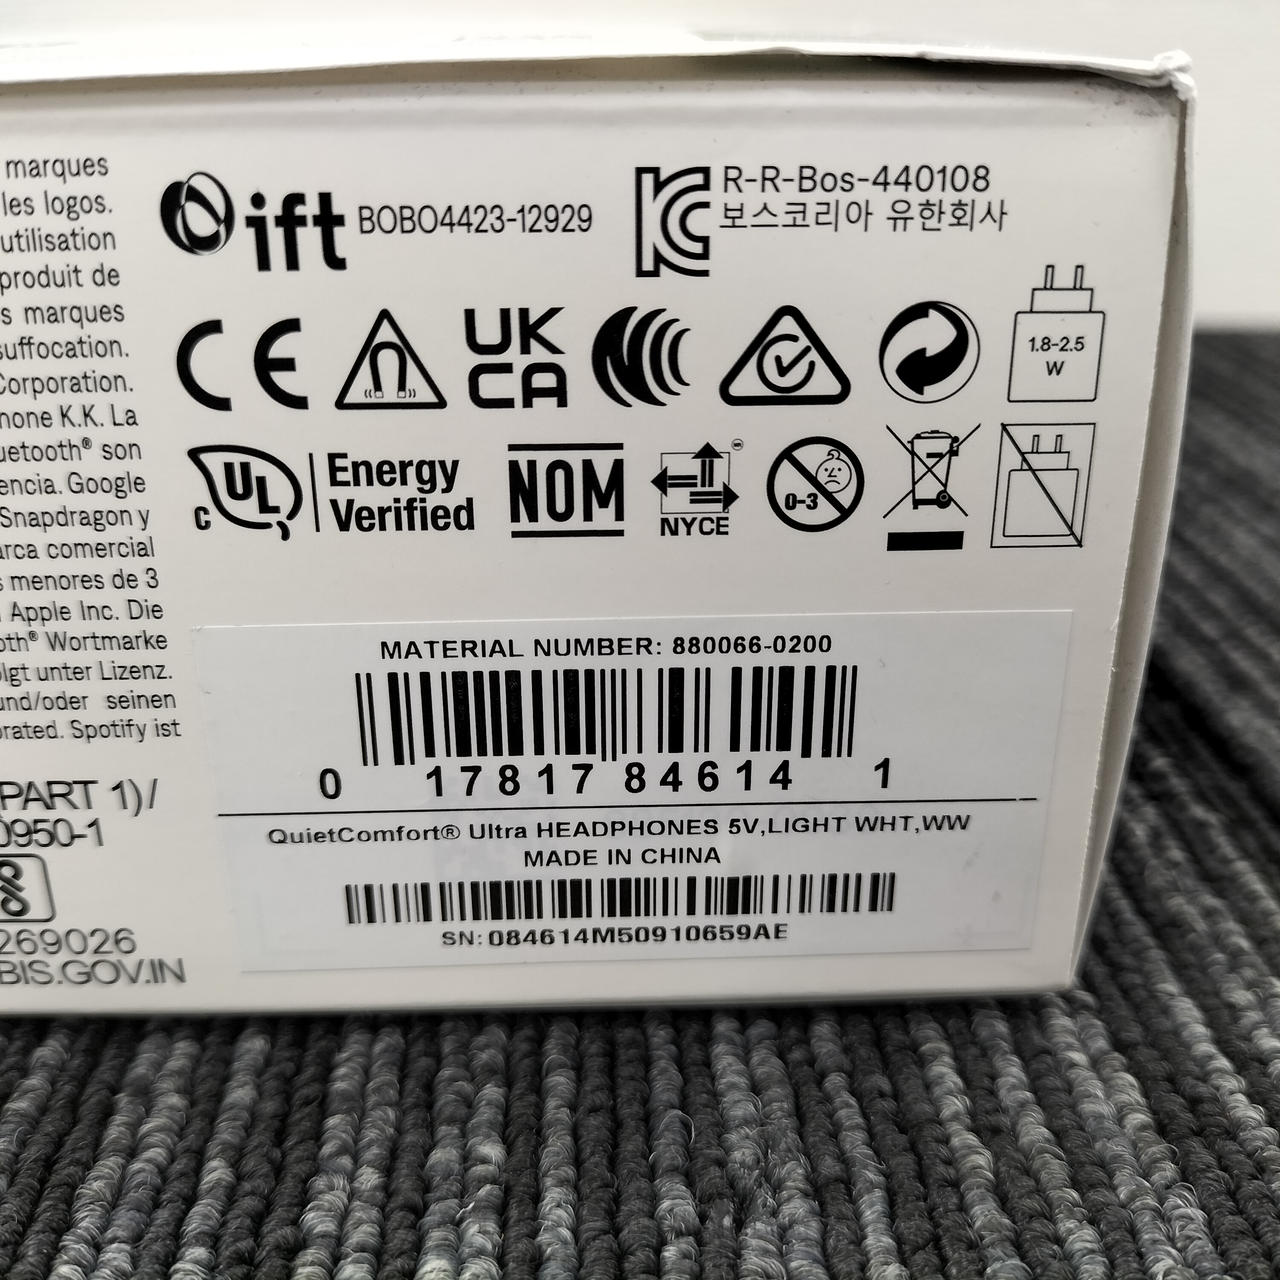 marques
les logos.
utilisation
produit de
s marques
suffocation.
Corporation.
hone K.K. La
uetooth® son
encia. Google
Snapdragon y
arca comercial
s menores de 3
Apple Inc. Die
oth® Wortmarke
olgt unter Lizenz.
und/oder seinen
orated. Spotify ist
PART 1)/
0950-1
269026
BIS.GOV.IN
ift BOBO4423-12929
KC R-R-Bos-440108
보스코리아 유한회사
CE
UK
CA
1.8-2.5
W
C UL Energy
Verified
NOM
NYCE
0-3
MATERIAL NUMBER: 880066-0200
0 17817 84614 1
QuietComfort® Ultra HEADPHONES 5V,LIGHT WHT,WW
MADE IN CHINA
SN: 084614M50910659AE